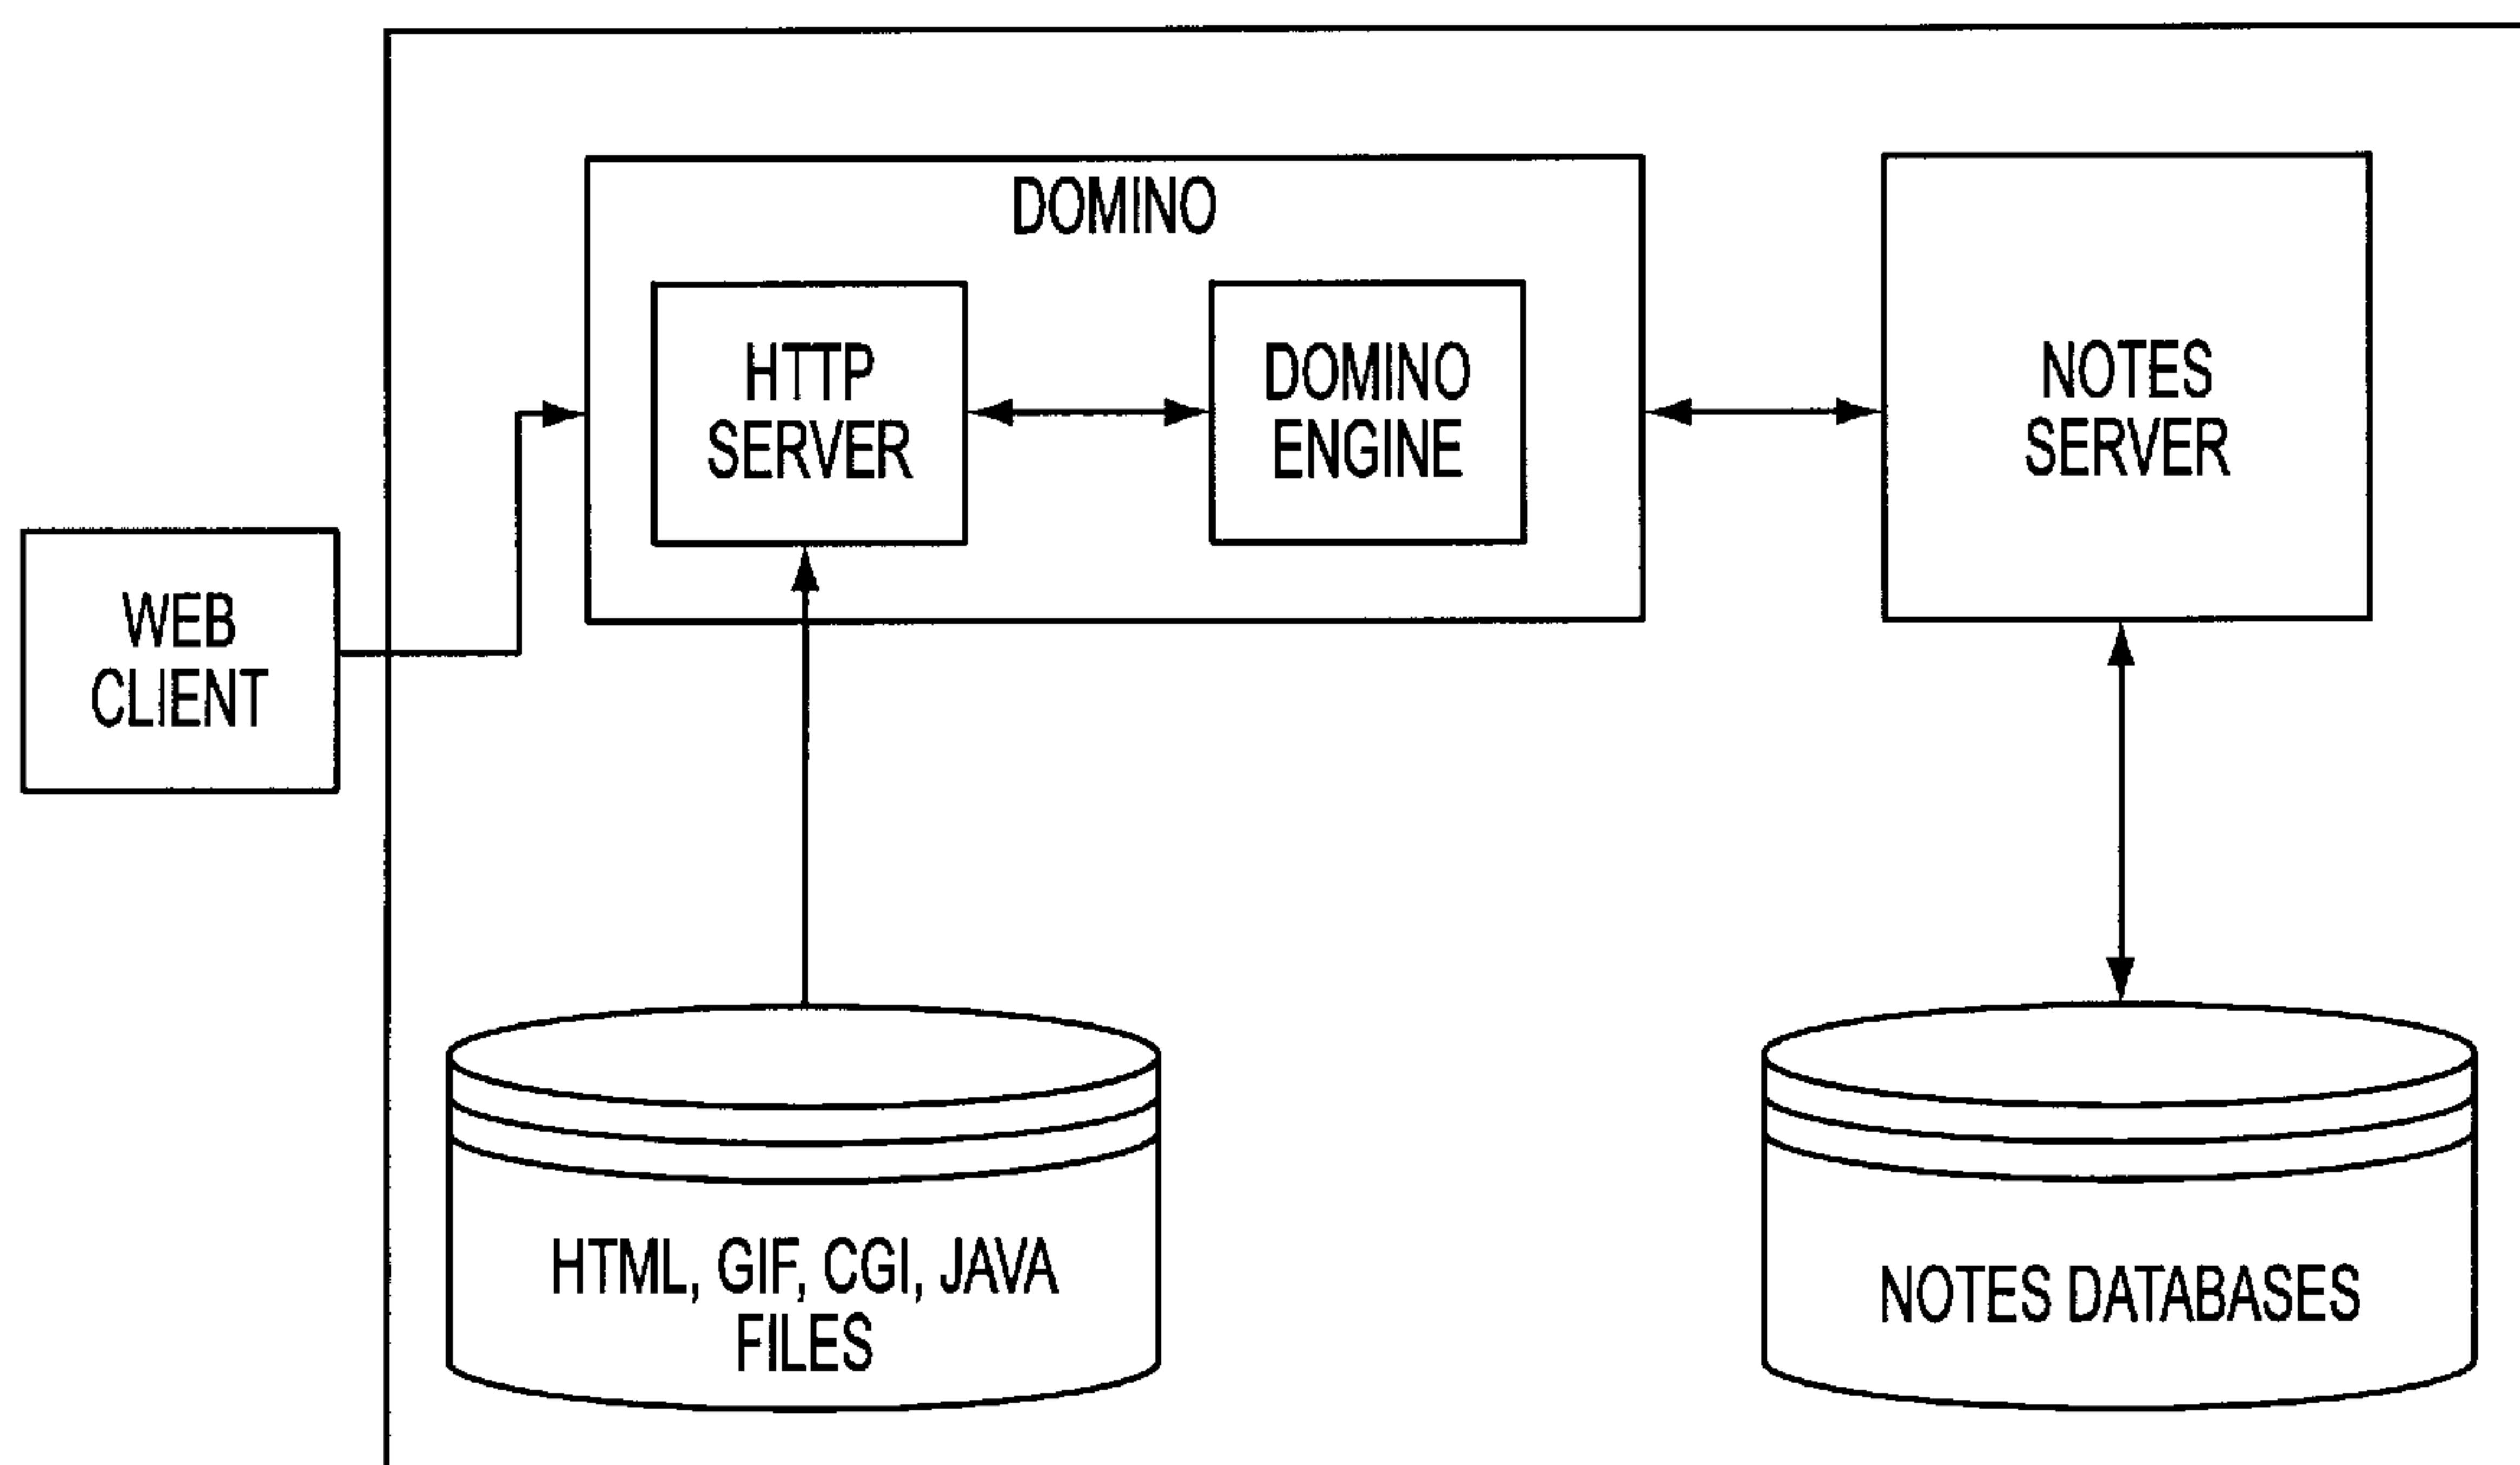 DOMINO
HTTP
SERVER
DOMINO
ENGINE
NOTES
SERVER
WEB
CLIENT
HTML, GIF, CGI, JAVA
FILES
NOTES DATABASES